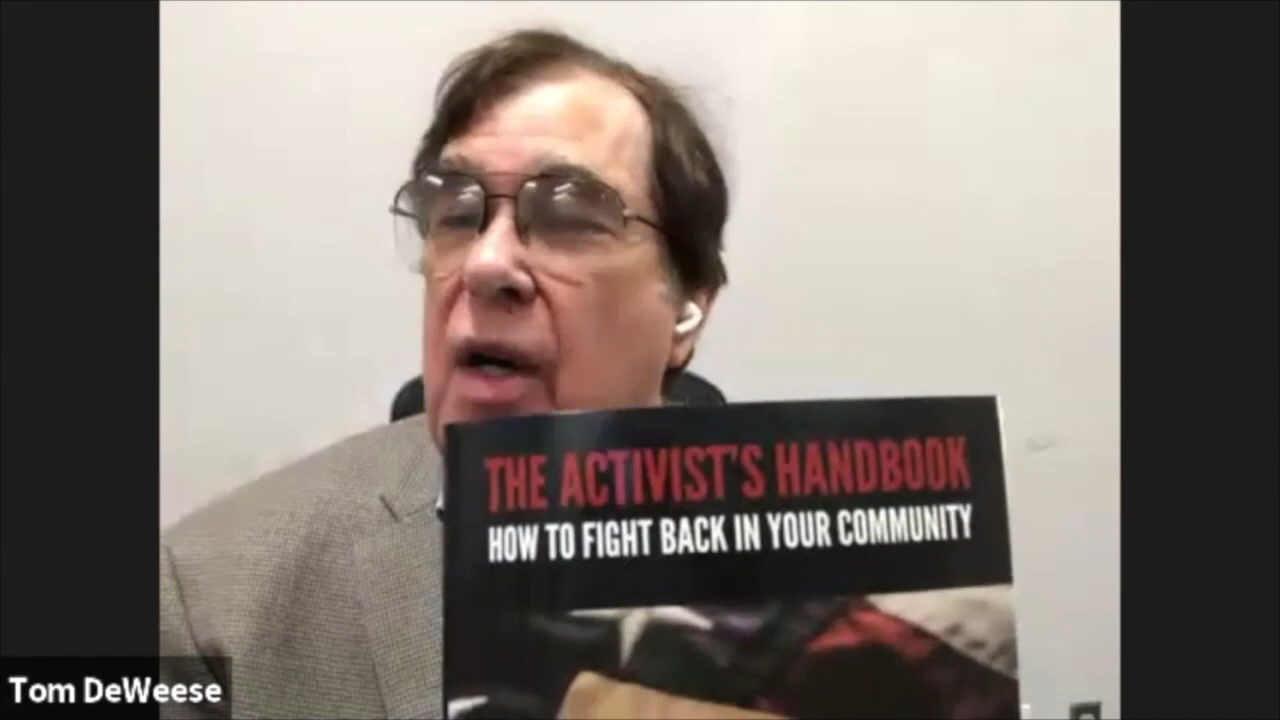 THE ACTIVIST'S HANDBOOK
HOW TO FIGHT BACK IN YOUR COMMUNITY
Tom DeWeese